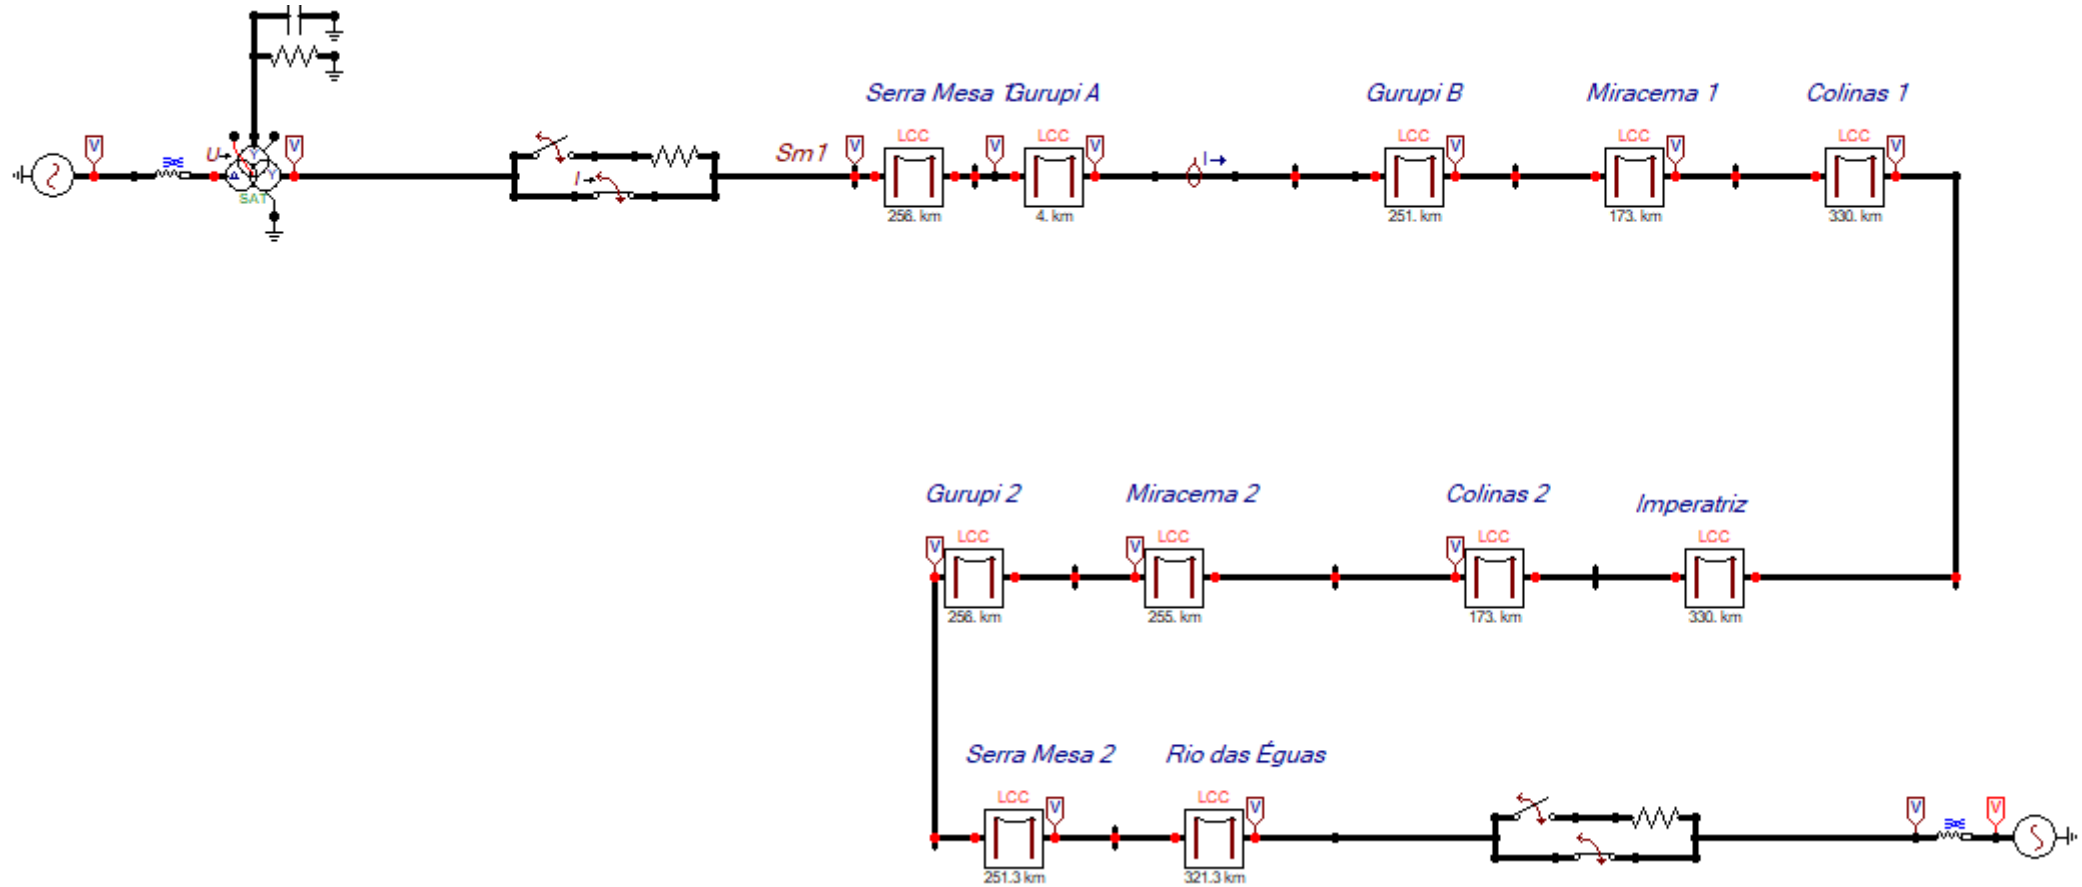 V
V
U
Y
Δ
Y
SAT
I
Sm1
V
Serra Mesa 1
LCC
256. km
V
Gurupi A
LCC
4. km
V
I
Gurupi B
LCC
251. km
V
Miracema 1
LCC
173. km
V
Colinas 1
LCC
330. km
V
Gurupi 2
V
LCC
256. km
Miracema 2
V
LCC
255. km
Colinas 2
V
LCC
173. km
Imperatriz
LCC
330. km
Serra Mesa 2
LCC
251.3 km
V
Rio das Éguas
LCC
321.3 km
V
V
V